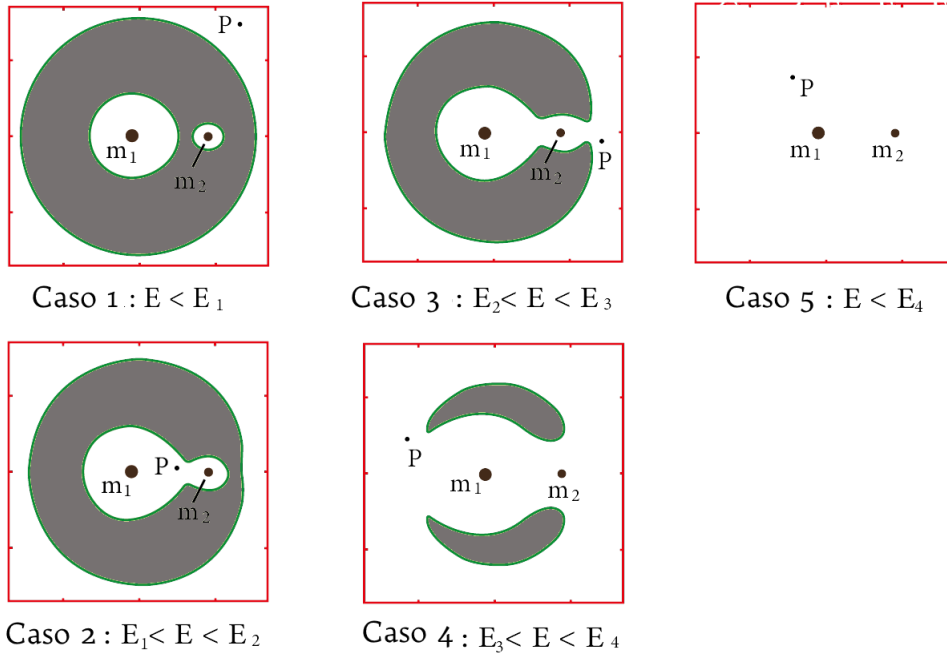 P
m₁
m₂
Caso 1 : E < E₁
m₁
m₂
P
Caso 3 : E₂< E < E₃
P
m₁
m₂
Caso 5 : E < E₄
P
m₁
m₂
Caso 2 : E₁< E < E₂
P
m₁
m₂
Caso 4 : E₃< E < E₄